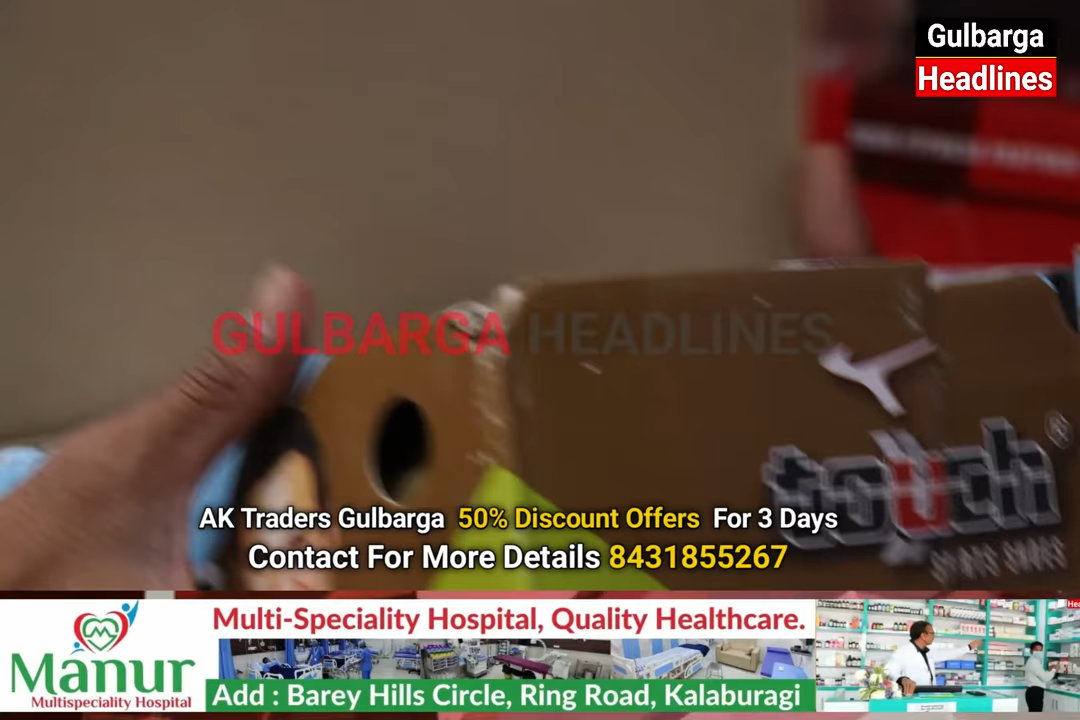 Gulbarga
Headlines
GULBARGA HEADLINES
touch
AK Traders Gulbarga 50% Discount Offers For 3 Days
Contact For More Details 8431855267
Multi-Speciality Hospital, Quality Healthcare.
Manur
Multispeciality Hospital
Add : Barey Hills Circle, Ring Road, Kalaburagi